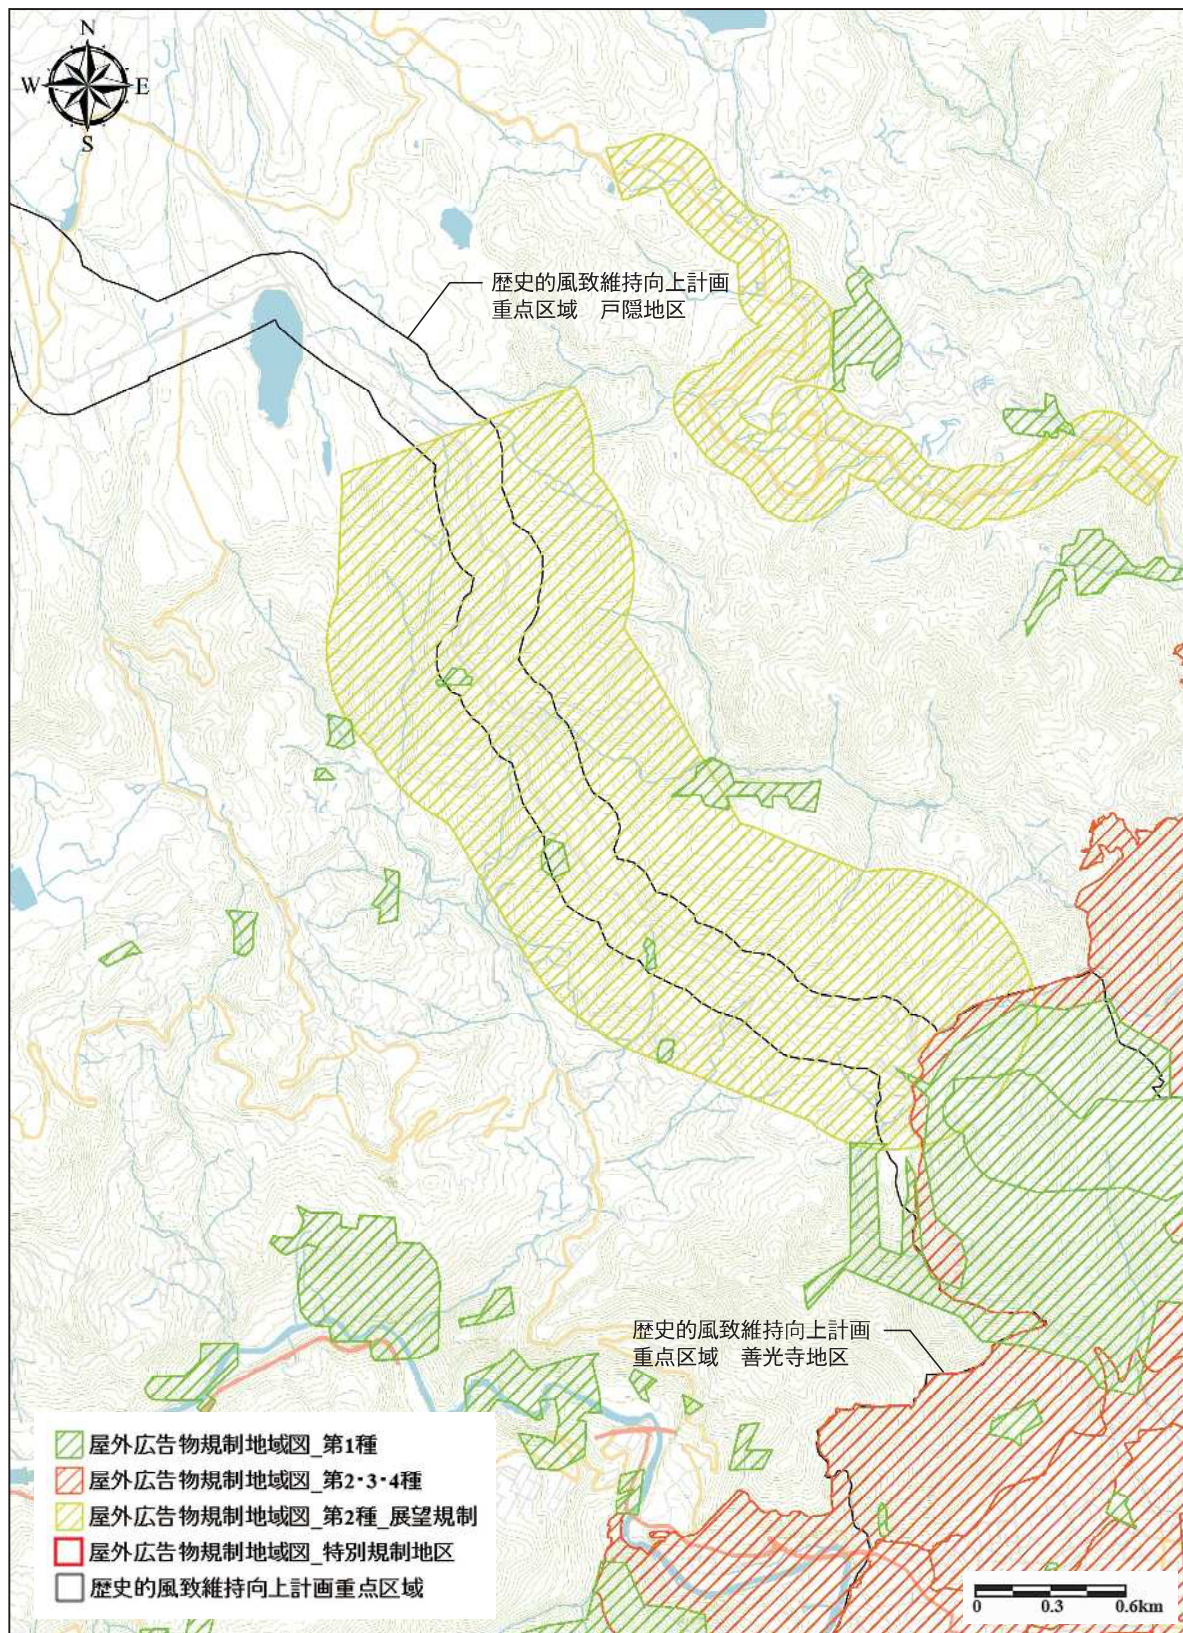 N
W E
S
歴史的風致維持向上計画
重点区域　戸隠地区
歴史的風致維持向上計画
重点区域　善光寺地区
屋外広告物規制地域図_第1種
屋外広告物規制地域図_第2・3・4種
屋外広告物規制地域図_第2種_展望規制
屋外広告物規制地域図_特別規制地区
歴史的風致維持向上計画重点区域
0 0.3 0.6km